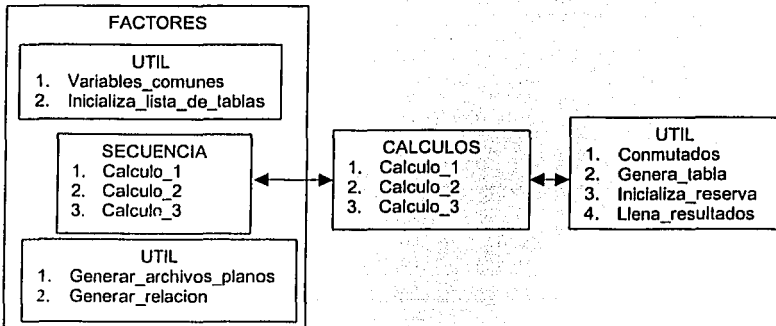 FACTORES
UTIL
1. Variables_comunes
2. Inicializa_lista_de_tablas
SECUENCIA
1. Calculo_1
2. Calculo_2
3. Calculo_3
UTIL
1. Generar_archivos_planos
2. Generar_relacion
CALCULOS
1. Calculo_1
2. Calculo_2
3. Calculo_3
UTIL
1. Conmutados
2. Genera_tabla
3. Inicializa_reserva
4. Llena_resultados